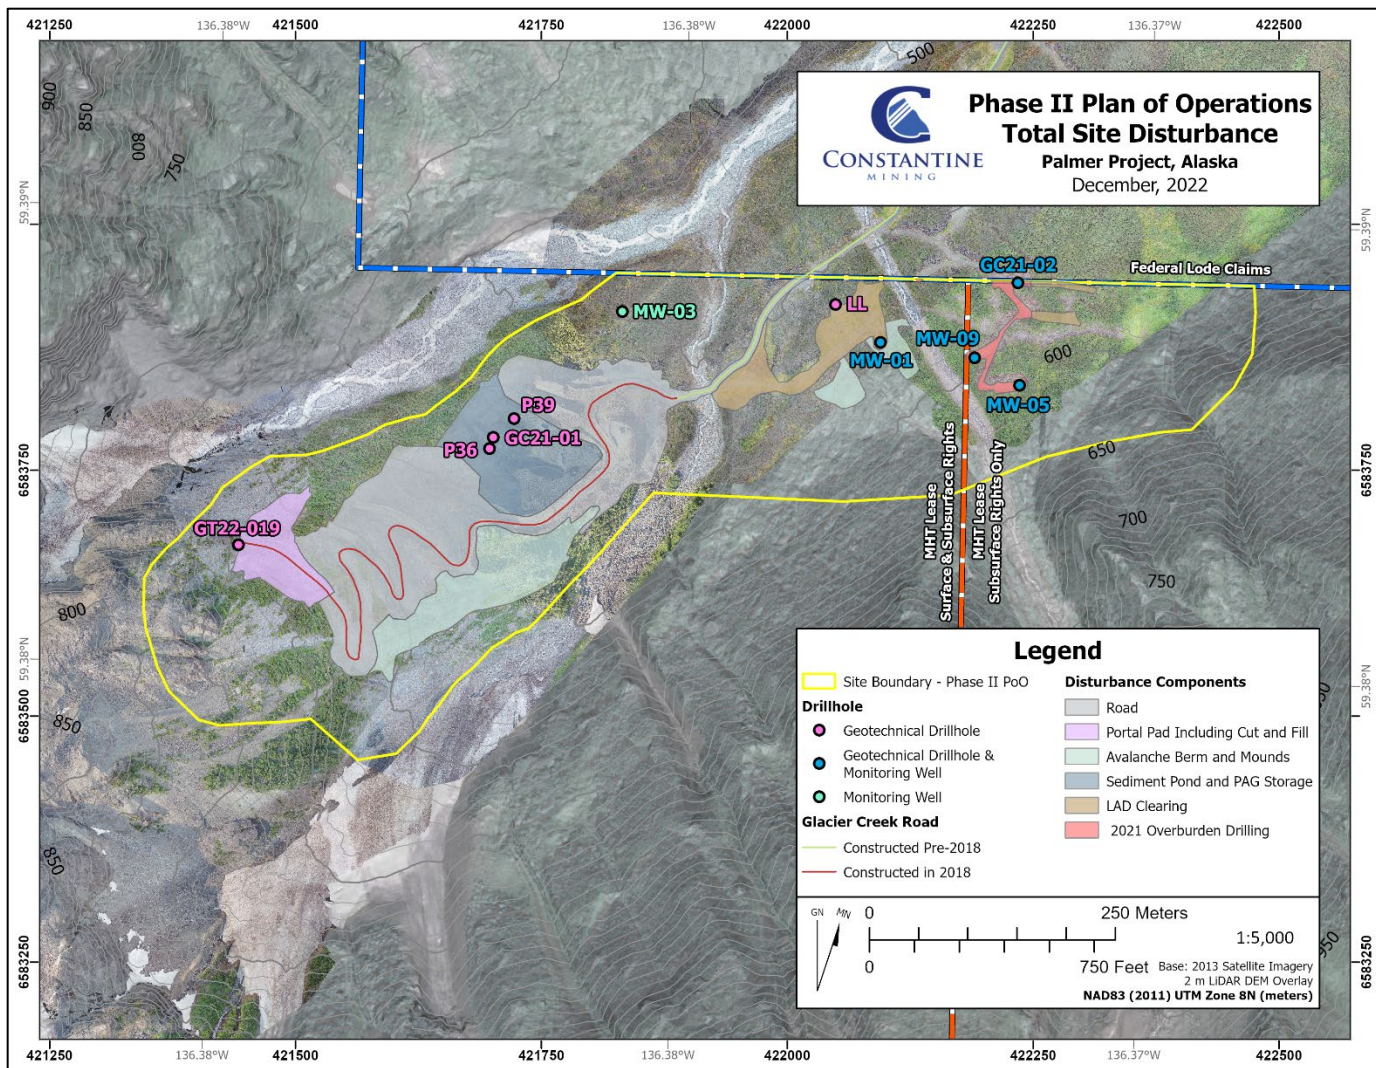 421250
136.38°W
421500
421750
136.38°W
422000
422250
136.37°W
422500
900
850
800
750
500
CONSTANTINE
MINING
Phase II Plan of Operations
Total Site Disturbance
Palmer Project, Alaska
December, 2022
59.39°N
59.39°N
GC21-02
Federal Lode Claims
MW-03
LL
MW-09
MW-01
600
MW-05
P39
GC21-01
P36
6583750
6583750
650
MHT Lease
Surface & Subsurface Rights
MHT Lease
Subsurface Rights Only
700
750
GT22-019
800
59.38°N
59.38°N
6583500
6583500
850
850
950
Legend
Site Boundary - Phase II PoO
Drillhole
Geotechnical Drillhole
Geotechnical Drillhole &
Monitoring Well
Monitoring Well
Glacier Creek Road
Constructed Pre-2018
Constructed in 2018
Disturbance Components
Road
Portal Pad Including Cut and Fill
Avalanche Berm and Mounds
Sediment Pond and PAG Storage
LAD Clearing
2021 Overburden Drilling
GN
MN
0
250 Meters
0
750 Feet
1:5,000
Base: 2013 Satellite Imagery
2 m LiDAR DEM Overlay
NAD83 (2011) UTM Zone 8N (meters)
6583250
6583250
421250
136.38°W
421500
421750
136.38°W
422000
422250
136.37°W
422500